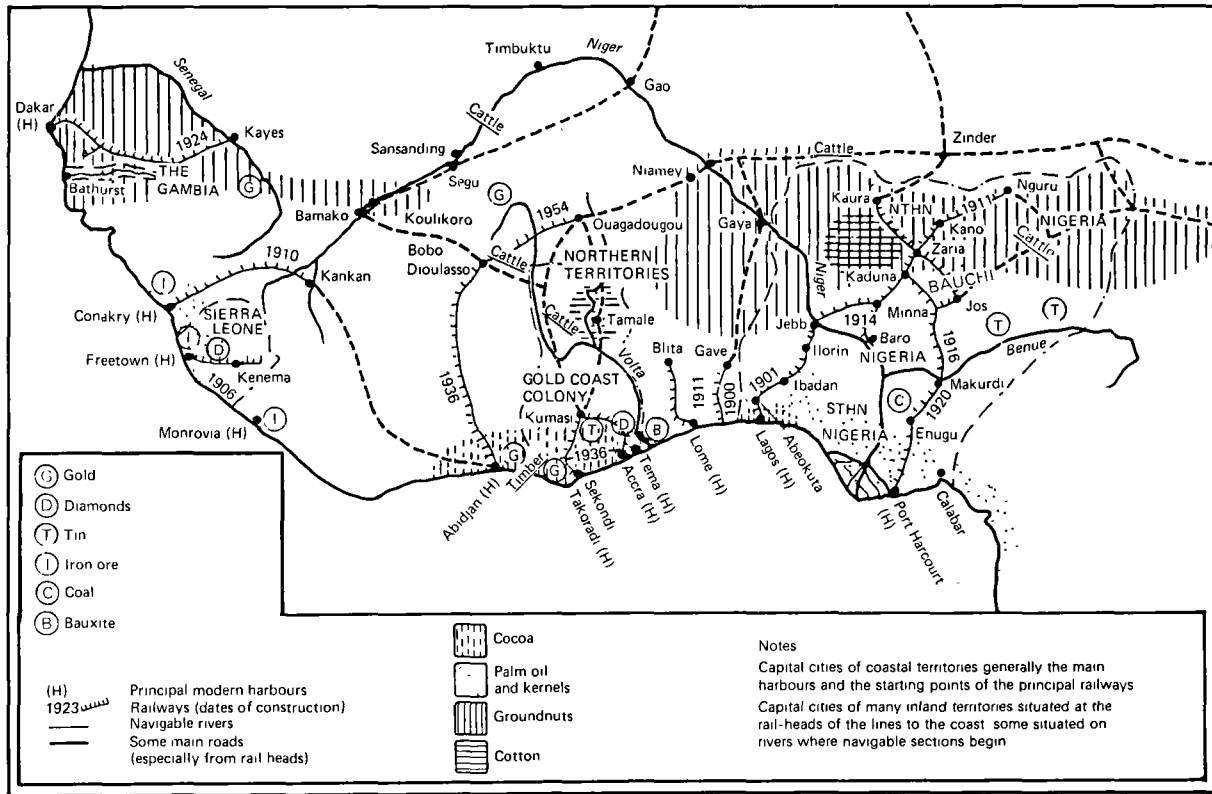 Timbuktu
Niger
Senegal
Gao
Dakar
(H)
Cattle
Kayes
1924
Sansanding
Zinder
THE
GAMBIA
Bathurst
G
Segu
Niamey
Cattle
Nguru
Kaura
NTHN
1911
NIGERIA
Bamako
Koulikoro
G
1954
Ouagadougou
Gaya
Kano
Cattle
Bobo
Dioulasso
Cattle
NORTHERN
TERRITORIES
Zaria
1910
Kankan
Niger
Kaduna
BAUCHI
I
Conakry (H)
SIERRA
LEONE
Cattle
Tamale
Minna
Jos
T
T
Jebb
1914
Baro
I
D
Freetown (H)
Kenema
Volta
Blita
Gave
Ilorin
NIGERIA
1916
Benue
1906
1936
GOLD COAST
COLONY
1911
1900
1901
Ibadan
Makurdi
Kumasi
D
T
B
STHN
NIGERIA
C
1920
Enugu
Monrovia (H)
I
G
Timber
G
1936
Abidjan (H)
Sekondi
Takoradi (H)
Accra (H)
Tema (H)
Lome (H)
Lagos (H)
Abeokuta
(H)
Port Harcourt
Calabar
G Gold
D Diamonds
T Tin
I Iron ore
C Coal
B Bauxite
(H) Principal modern harbours
1923 Railways (dates of construction)
Navigable rivers
Some main roads
(especially from rail heads)
Cocoa
Palm oil
and kernels
Groundnuts
Cotton
Notes
Capital cities of coastal territories generally the main
harbours and the starting points of the principal railways
Capital cities of many inland territories situated at the
rail-heads of the lines to the coast some situated on
rivers where navigable sections begin